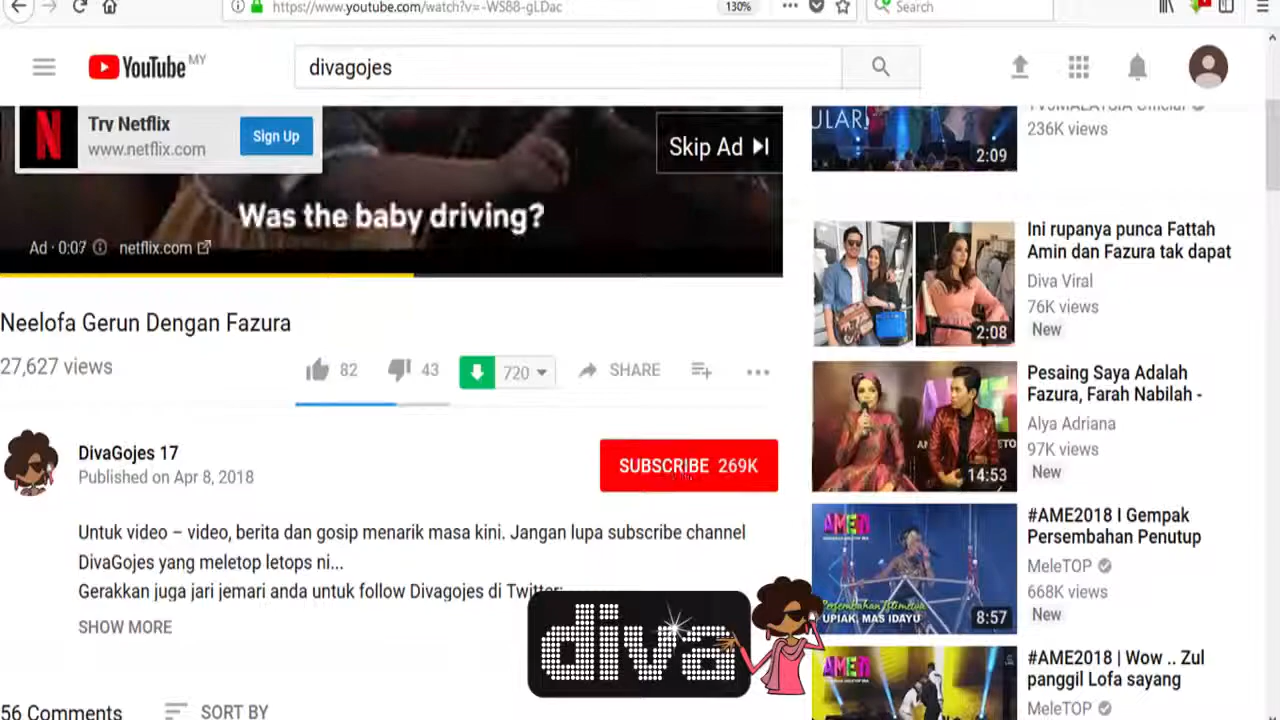 https://www.youtube.com/watch?v=-WS88-gLDac
130%
Search
YouTube MY
divagojes
Try Netflix
www.netflix.com
Sign Up
Skip Ad
Was the baby driving?
Ad · 0:07
netflix.com
Neelofa Gerun Dengan Fazura
27,627 views
82
43
720
SHARE
DivaGojes 17
Published on Apr 8, 2018
SUBSCRIBE 269K
Untuk video – video, berita dan gosip menarik masa kini. Jangan lupa subscribe channel
DivaGojes yang meletop letops ni...
Gerakkan juga jari jemari anda untuk follow Divagojes di Twitter:
SHOW MORE
diva
56 Comments
SORT BY
ULAR!
2:09
TV3MALAYSIA Official
236K views
2:08
Ini rupanya punca Fattah
Amin dan Fazura tak dapat
Diva Viral
76K views
New
14:53
Pesaing Saya Adalah
Fazura, Farah Nabilah -
Alya Adriana
97K views
New
AME
Persembahan Istimewa
UPIAK, MAS IDAYU
8:57
#AME2018 I Gempak
Persembahan Penutup
MeleTOP
668K views
New
AME
#AME2018 | Wow .. Zul
panggil Lofa sayang
MeleTOP